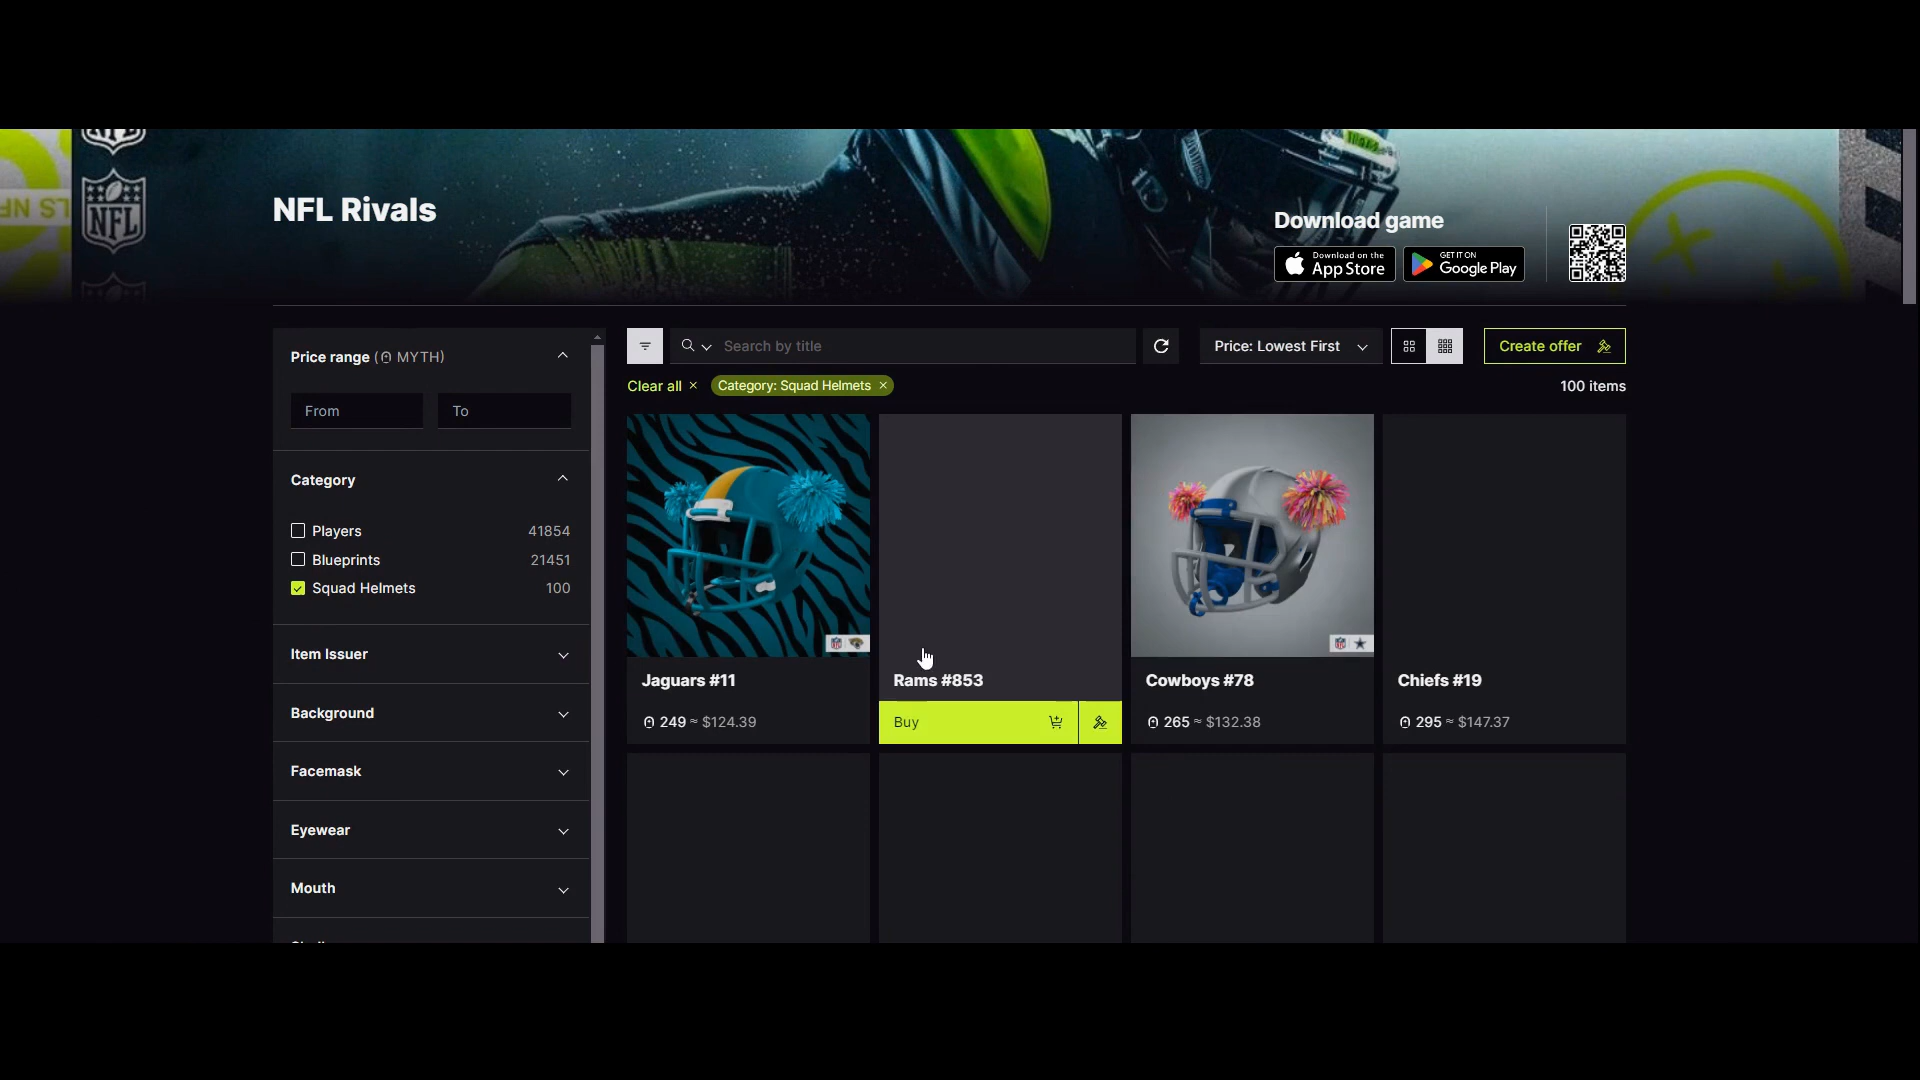 NFL
NFL Rivals
Download game
Download on the
App Store
GET IT ON
Google Play
Price range (MYTH)
From
To
Search by title
Price: Lowest First
Create offer
Clear all ×
Category: Squad Helmets ×
100 items
Category
Players 41854
Blueprints 21451
Squad Helmets 100
Item Issuer
Background
Facemask
Eyewear
Mouth
Jaguars #11
249 ≈ $124.39
Rams #853
Buy
Cowboys #78
265 ≈ $132.38
Chiefs #19
295 ≈ $147.37